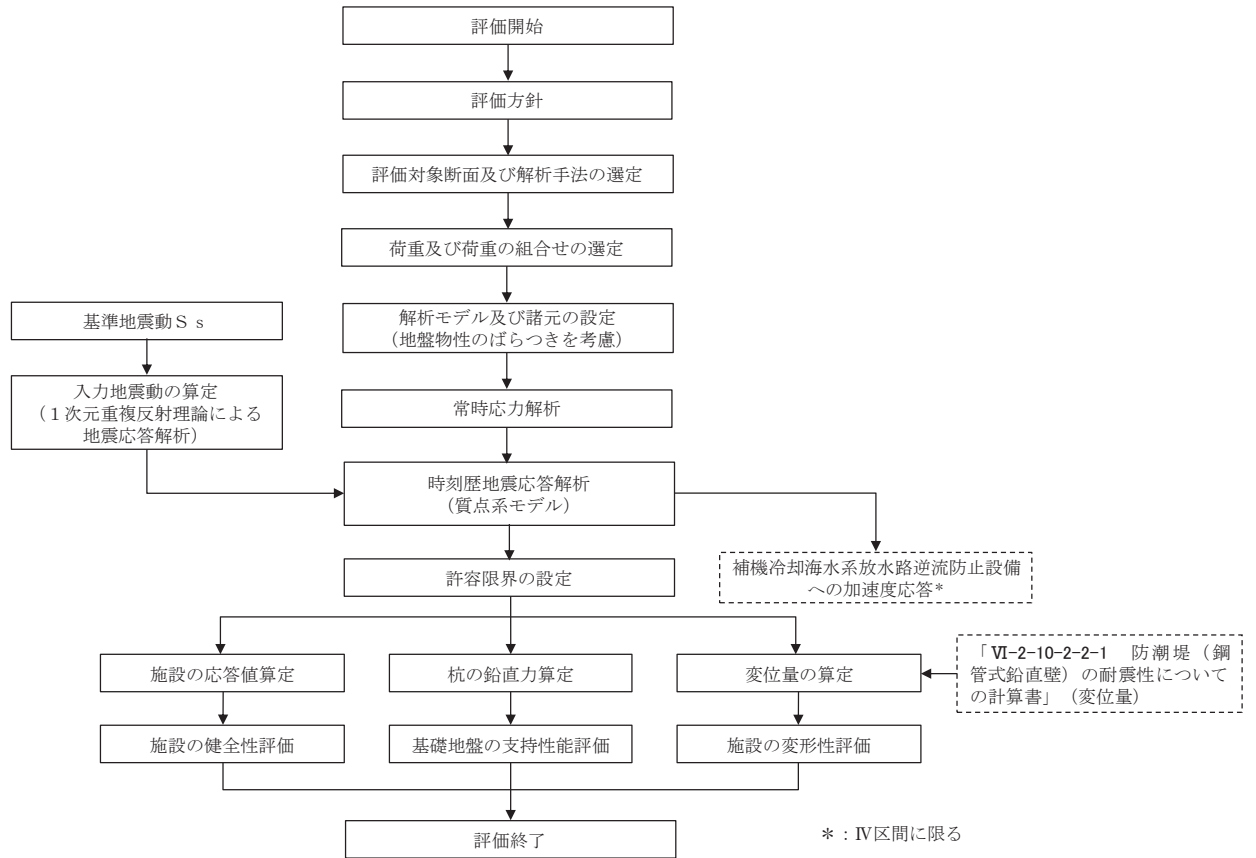 評価開始
評価方針
評価対象断面及び解析手法の選定
荷重及び荷重の組合せの選定
基準地震動Ｓｓ
解析モデル及び諸元の設定
(地盤物性のばらつきを考慮)
入力地震動の算定
（１次元重複反射理論による
地震応答解析）
常時応力解析
時刻歴地震応答解析
(質点系モデル)
許容限界の設定
補機冷却海水系放水路逆流防止設備
への加速度応答*
施設の応答値算定
杭の鉛直力算定
変位量の算定
「Ⅵ-2-10-2-2-1　防潮堤（鋼
管式鉛直壁）の耐震性について
の計算書」（変位量）
施設の健全性評価
基礎地盤の支持性能評価
施設の変形性評価
評価終了
＊：Ⅳ区間に限る